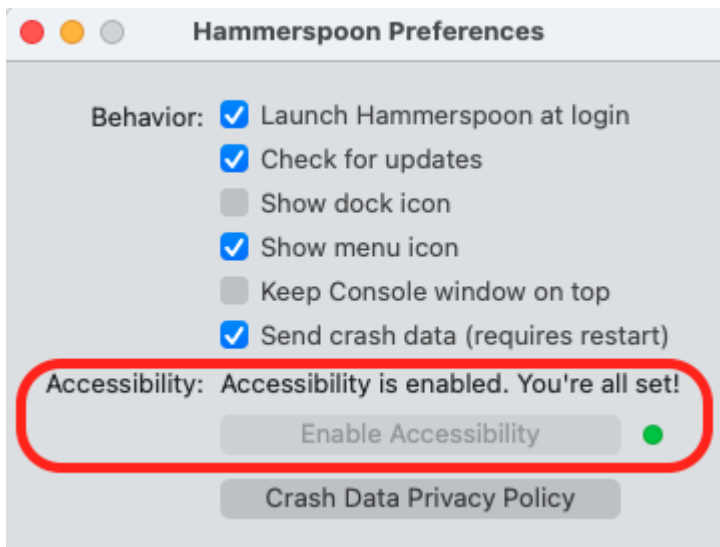 Hammerspoon Preferences
Behavior: Launch Hammerspoon at login
Check for updates
Show dock icon
Show menu icon
Keep Console window on top
Send crash data (requires restart)
Accessibility: Accessibility is enabled. You're all set!
Enable Accessibility
Crash Data Privacy Policy